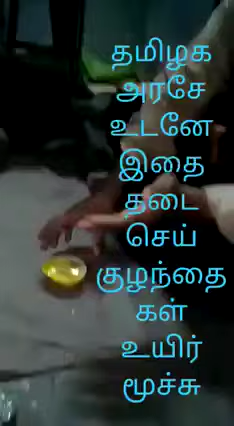 தமிழக
அரசே
உடனே
இதை
தடை
செய்
குழந்தை
கள்
உயிர்
மூச்சு